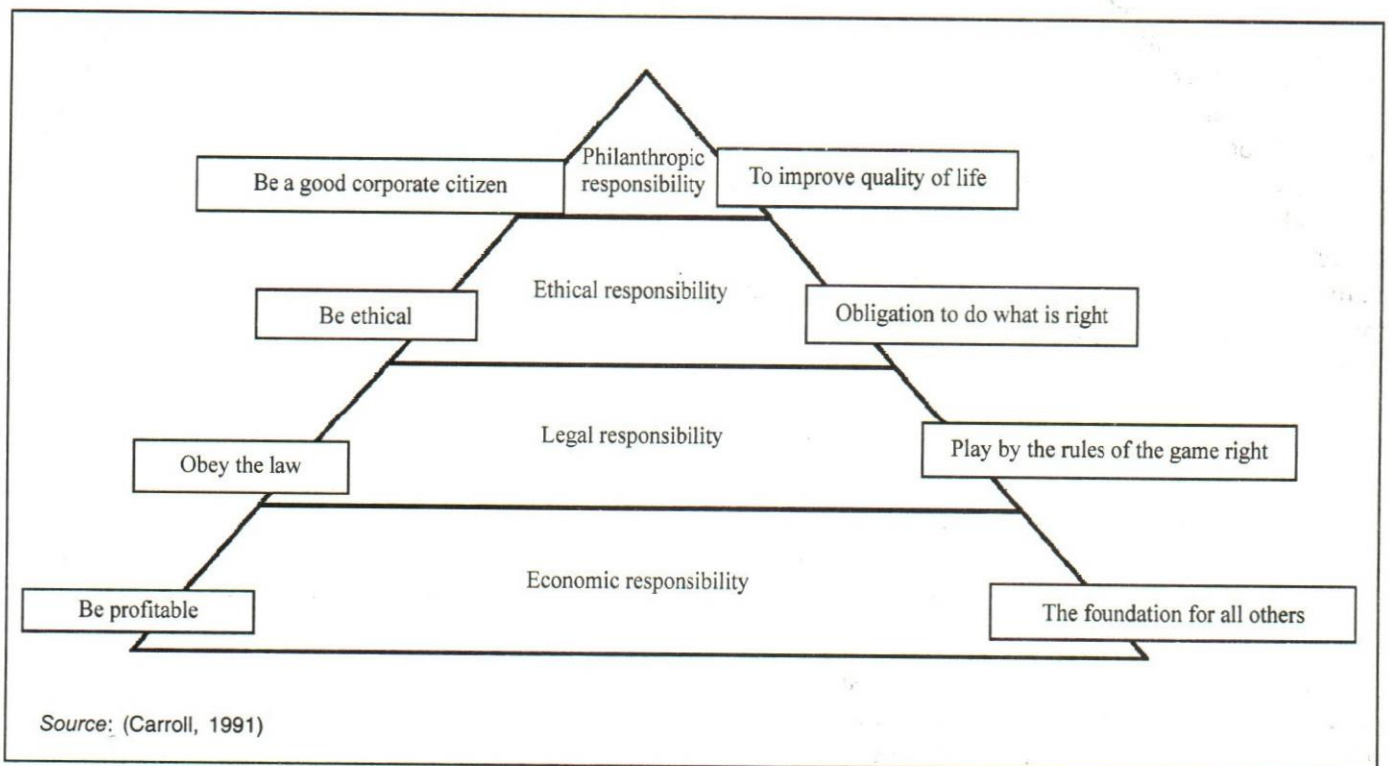 Be a good corporate citizen
Philanthropic
responsibility
To improve quality of life
Be ethical
Ethical responsibility
Obligation to do what is right
Obey the law
Legal responsibility
Play by the rules of the game right
Be profitable
Economic responsibility
The foundation for all others
Source: (Carroll, 1991)